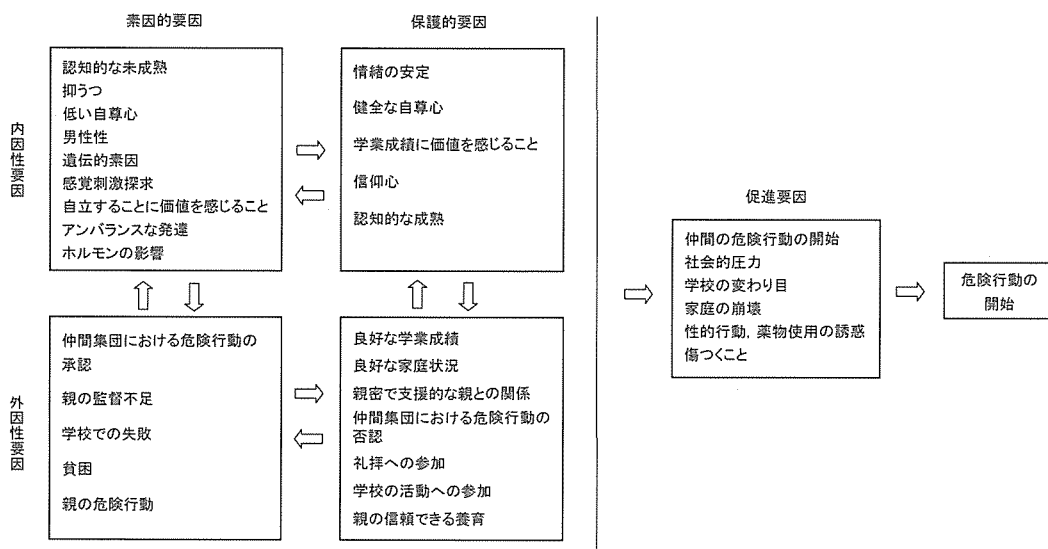 素因的要因
保護的要因
内因性要因
認知的な未成熟
抑うつ
低い自尊心
男性性
遺伝的素因
感覚刺激探求
自立することに価値を感じること
アンバランスな発達
ホルモンの影響
情緒の安定
健全な自尊心
学業成績に価値を感じること
信仰心
認知的な成熟
外因性要因
仲間集団における危険行動の
承認
親の監督不足
学校での失敗
貧困
親の危険行動
良好な学業成績
良好な家庭状況
親密で支援的な親との関係
仲間集団における危険行動の
否認
礼拝への参加
学校の活動への参加
親の信頼できる養育
促進要因
仲間の危険行動の開始
社会的圧力
学校の変わり目
家庭の崩壊
性的行動，薬物使用の誘惑
傷つくこと
危険行動の
開始